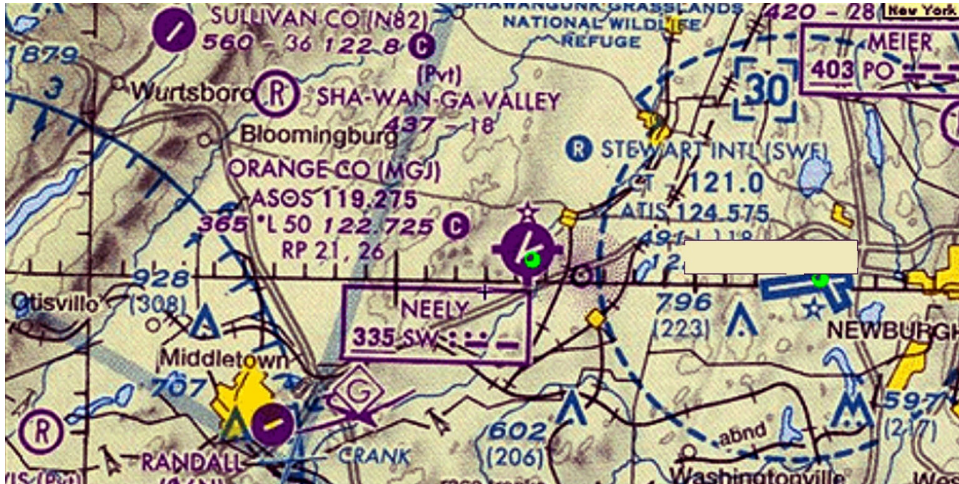 SHAWANGUNK GRASSLANDS
NATIONAL WILDLIFE
REFUGE
SULLIVAN CO (N82)
560 - 36 122.8 C
420 - 28
New York
MEIER
403 PO
1879
3
Wurtsboro
R
(Pvt)
SHA-WAN-GA VALLEY
437 - 18
30
Bloomingburg
ORANGE CO (MGJ)
ASOS 119.275
365 *L 50 122.725 C
RP 21, 26
R STEWART INTL (SWF)
CT - 121.0
ATIS 124.575
491 L 118
928
(308)
Otisville
NEELY
335 SW
796
(223)
NEWBURGH
Middletown
707
G
R
602
(206)
597
(217)
abnd
RANDALL
CRANK
Washingtonville